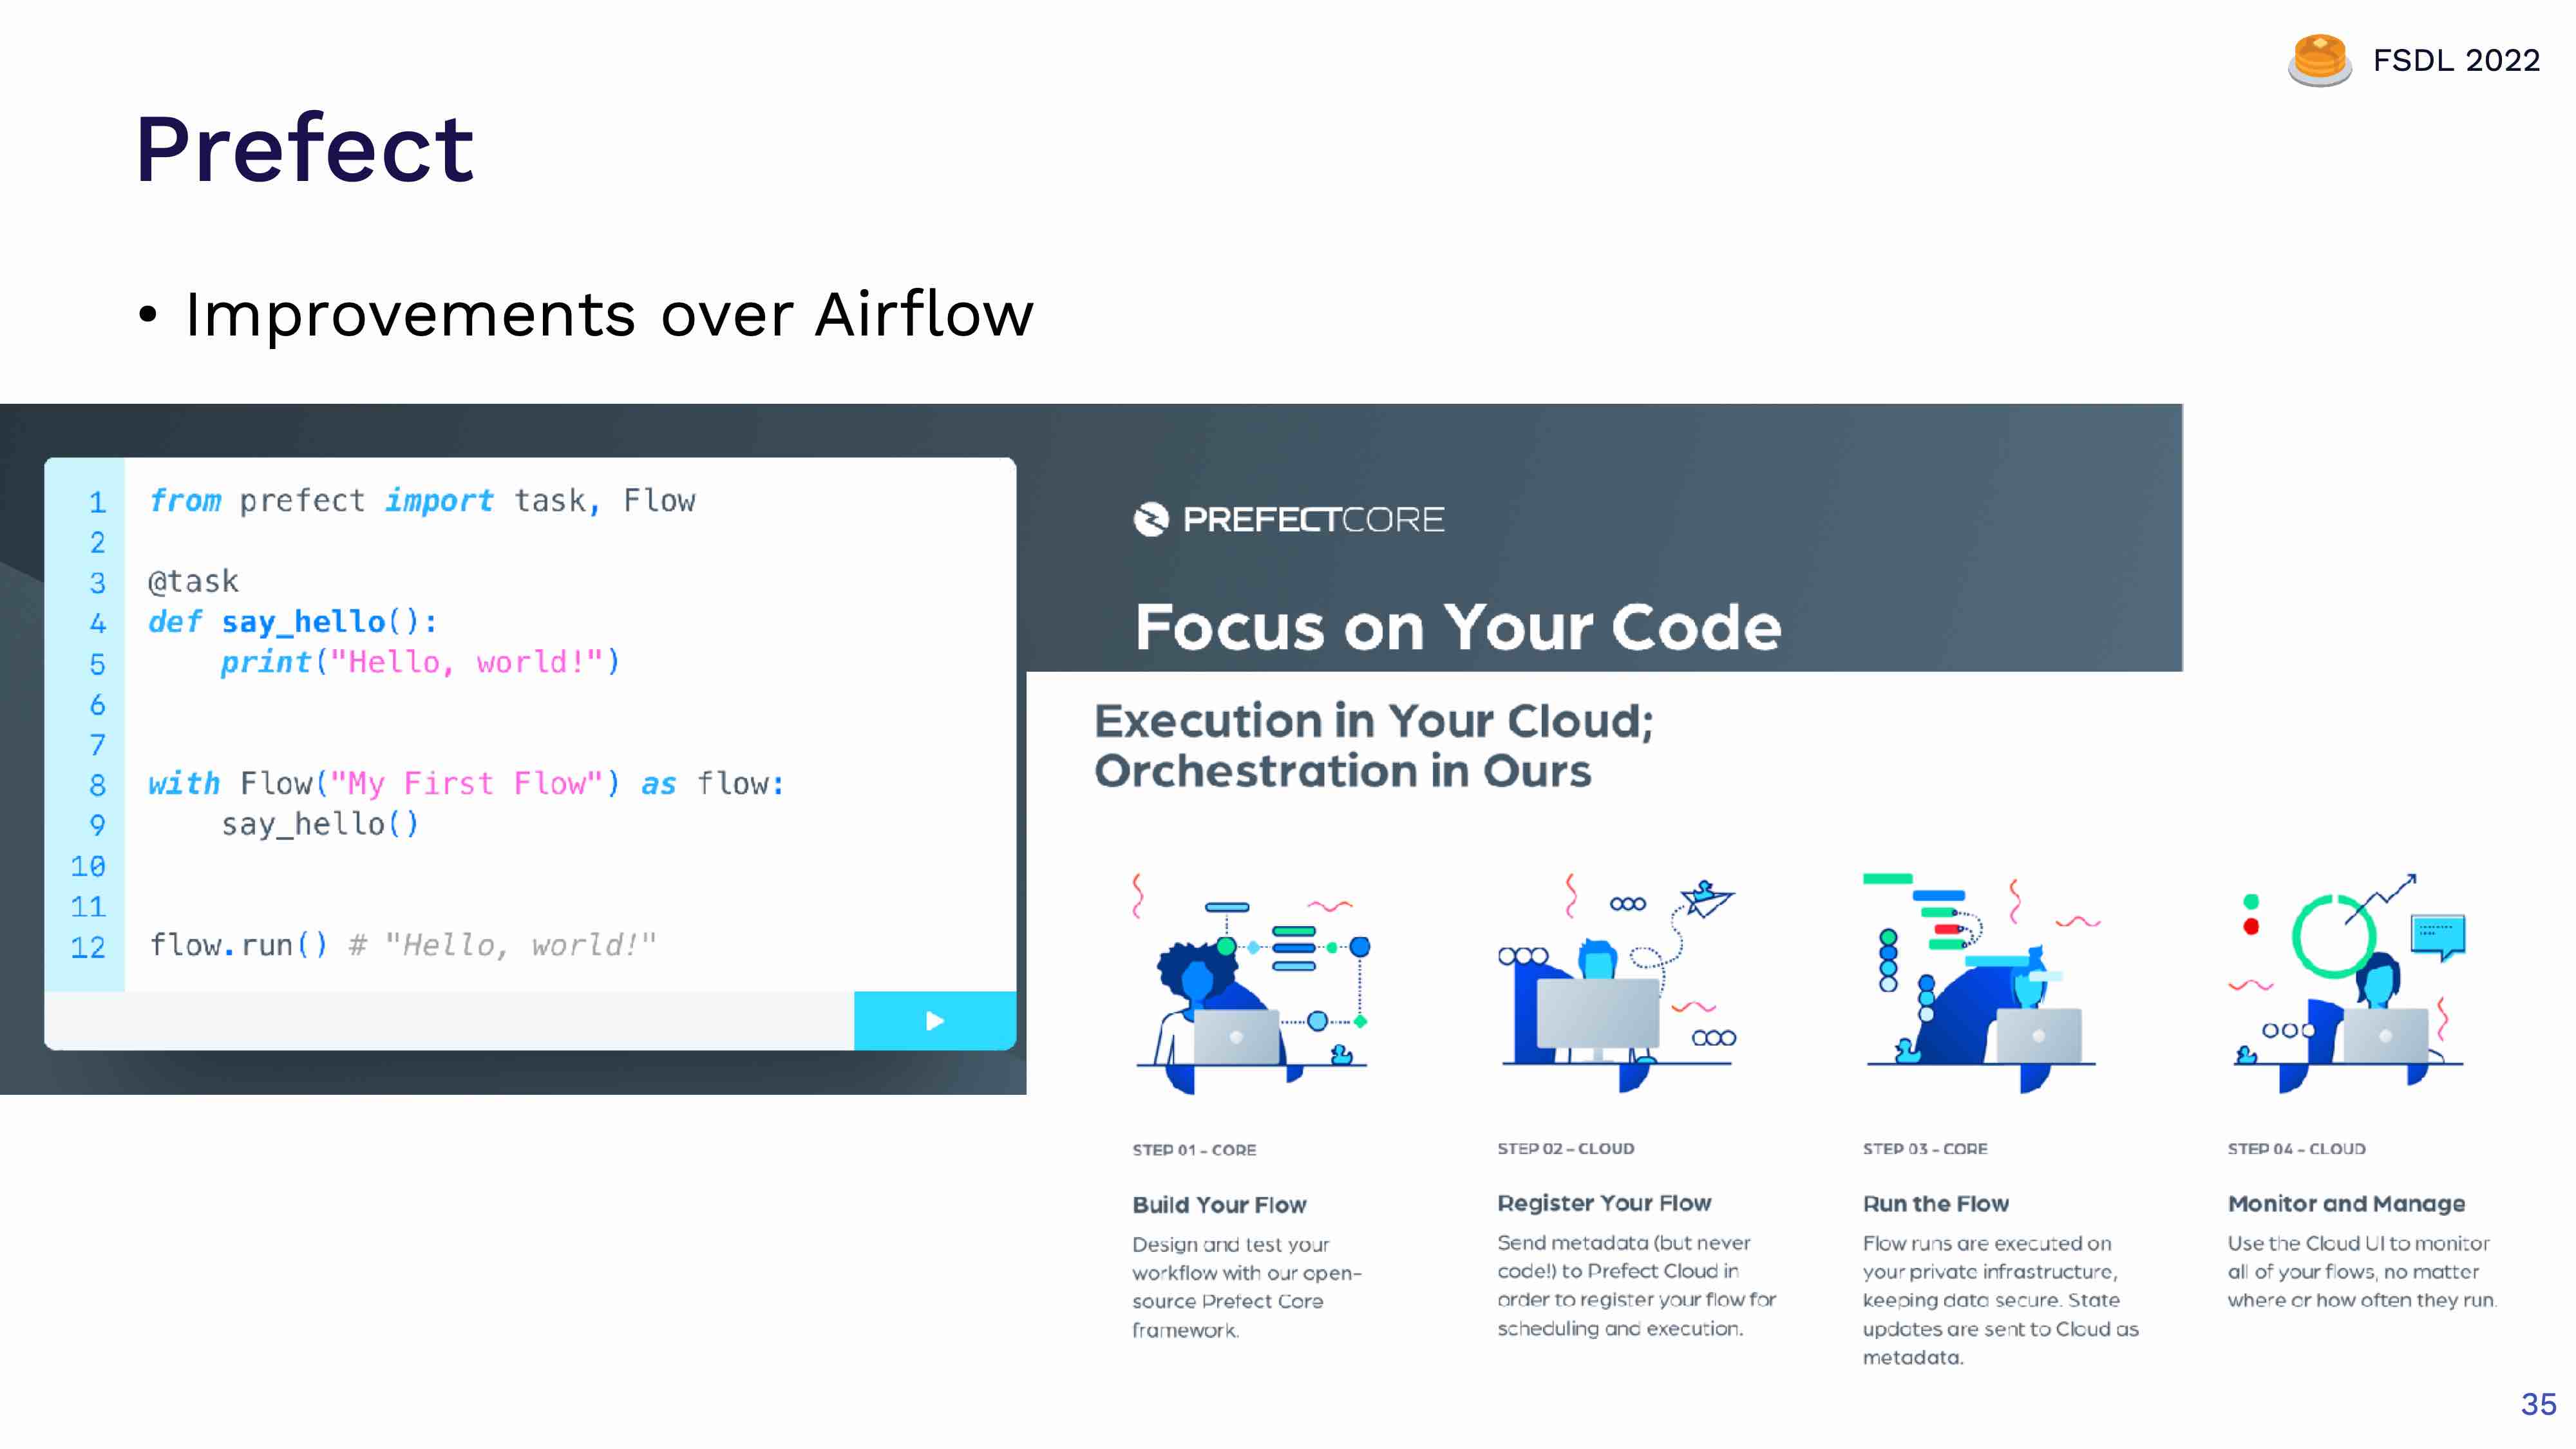 FSDL 2022
Prefect
• Improvements over Airflow
1 from prefect import task, Flow
2
3 @task
4 def say_hello():
5     print("Hello, world!")
6
7
8 with Flow("My First Flow") as flow:
9     say_hello()
10
11
12 flow.run() # "Hello, world!"
PREFECTCORE
Focus on Your Code
Execution in Your Cloud;
Orchestration in Ours
STEP 01 - CORE
Build Your Flow
Design and test your
workflow with our open-
source Prefect Core
framework.
STEP 02 - CLOUD
Register Your Flow
Send metadata (but never
code!) to Prefect Cloud in
order to register your flow for
scheduling and execution.
STEP 03 - CORE
Run the Flow
Flow runs are executed on
your private infrastructure,
keeping data secure. State
updates are sent to Cloud as
metadata.
STEP 04 - CLOUD
Monitor and Manage
Use the Cloud UI to monitor
all of your flows, no matter
where or how often they run.
35